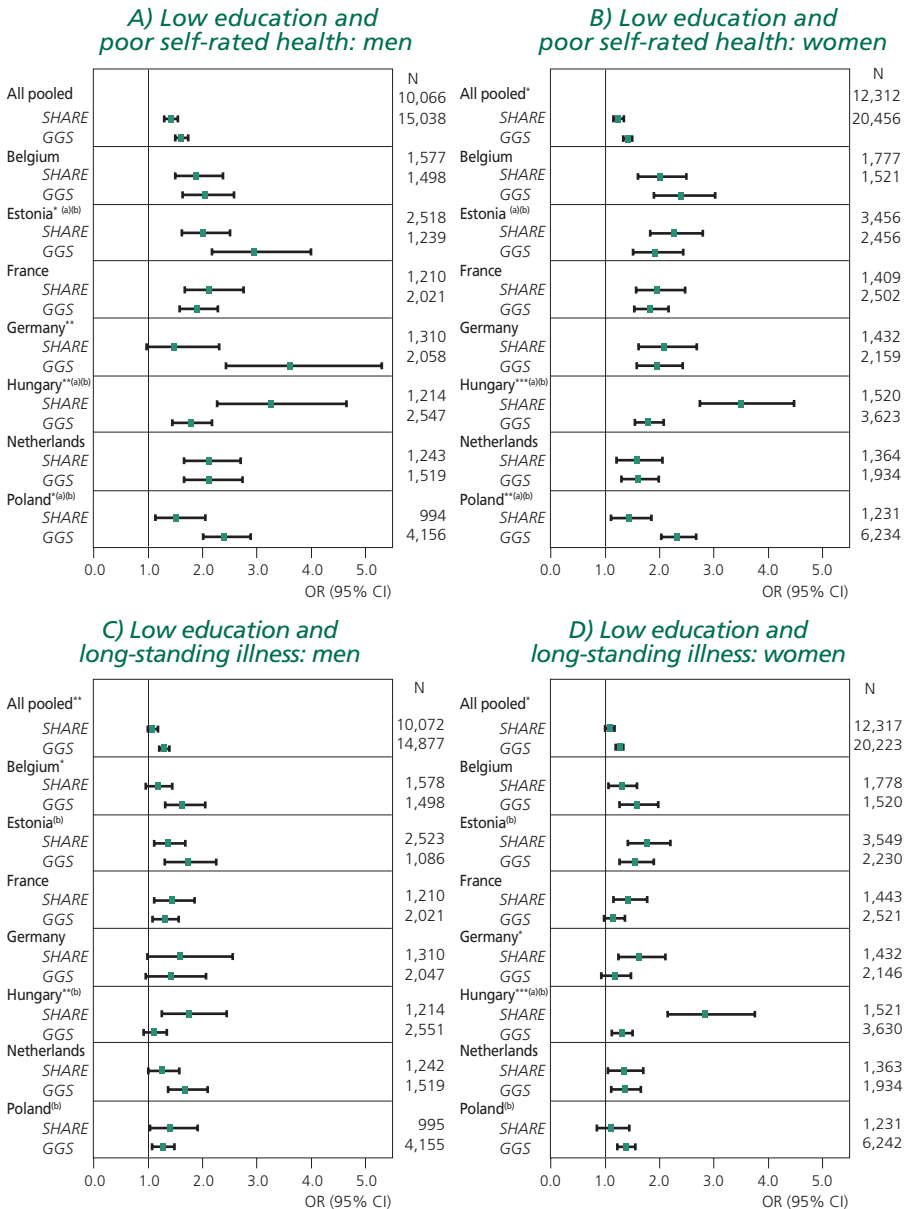 A) Low education and
poor self-rated health: men
N
All pooled
10,066
SHARE
15,038
GGS
Belgium
1,577
SHARE
1,498
GGS
Estonia* (a)(b)
2,518
SHARE
1,239
GGS
France
1,210
SHARE
2,021
GGS
Germany**
1,310
SHARE
2,058
GGS
Hungary**(a)(b)
1,214
SHARE
2,547
GGS
Netherlands
1,243
SHARE
1,519
GGS
Poland*(a)(b)
994
SHARE
4,156
GGS
0.0 1.0 2.0 3.0 4.0 5.0
OR (95% CI)
B) Low education and
poor self-rated health: women
N
All pooled*
12,312
SHARE
20,456
GGS
Belgium
1,777
SHARE
1,521
GGS
Estonia (a)(b)
3,456
SHARE
2,456
GGS
France
1,409
SHARE
2,502
GGS
Germany
1,432
SHARE
2,159
GGS
Hungary***(a)(b)
1,520
SHARE
3,623
GGS
Netherlands
1,364
SHARE
1,934
GGS
Poland**(a)(b)
1,231
SHARE
6,234
GGS
0.0 1.0 2.0 3.0 4.0 5.0
OR (95% CI)
C) Low education and
long-standing illness: men
N
All pooled**
SHARE 10,072
GGS 14,877
Belgium*
SHARE 1,578
GGS 1,498
Estonia(b)
SHARE 2,523
GGS 1,086
France
SHARE 1,210
GGS 2,021
Germany
SHARE 1,310
GGS 2,047
Hungary**(b)
SHARE 1,214
GGS 2,551
Netherlands
SHARE 1,242
GGS 1,519
Poland(b)
SHARE 995
GGS 4,155
0.0 1.0 2.0 3.0 4.0 5.0
OR (95% CI)
D) Low education and
long-standing illness: women
N
All pooled*
SHARE 12,317
GGS 20,223
Belgium
SHARE 1,778
GGS 1,520
Estonia(b)
SHARE 3,549
GGS 2,230
France
SHARE 1,443
GGS 2,521
Germany*
SHARE 1,432
GGS 2,146
Hungary***(a)(b)
SHARE 1,521
GGS 3,630
Netherlands
SHARE 1,363
GGS 1,934
Poland(b)
SHARE 1,231
GGS 6,242
0.0 1.0 2.0 3.0 4.0 5.0
OR (95% CI)